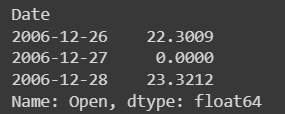 Date
2006-12-26    22.3009
2006-12-27     0.0000
2006-12-28    23.3212
Name: Open, dtype: float64